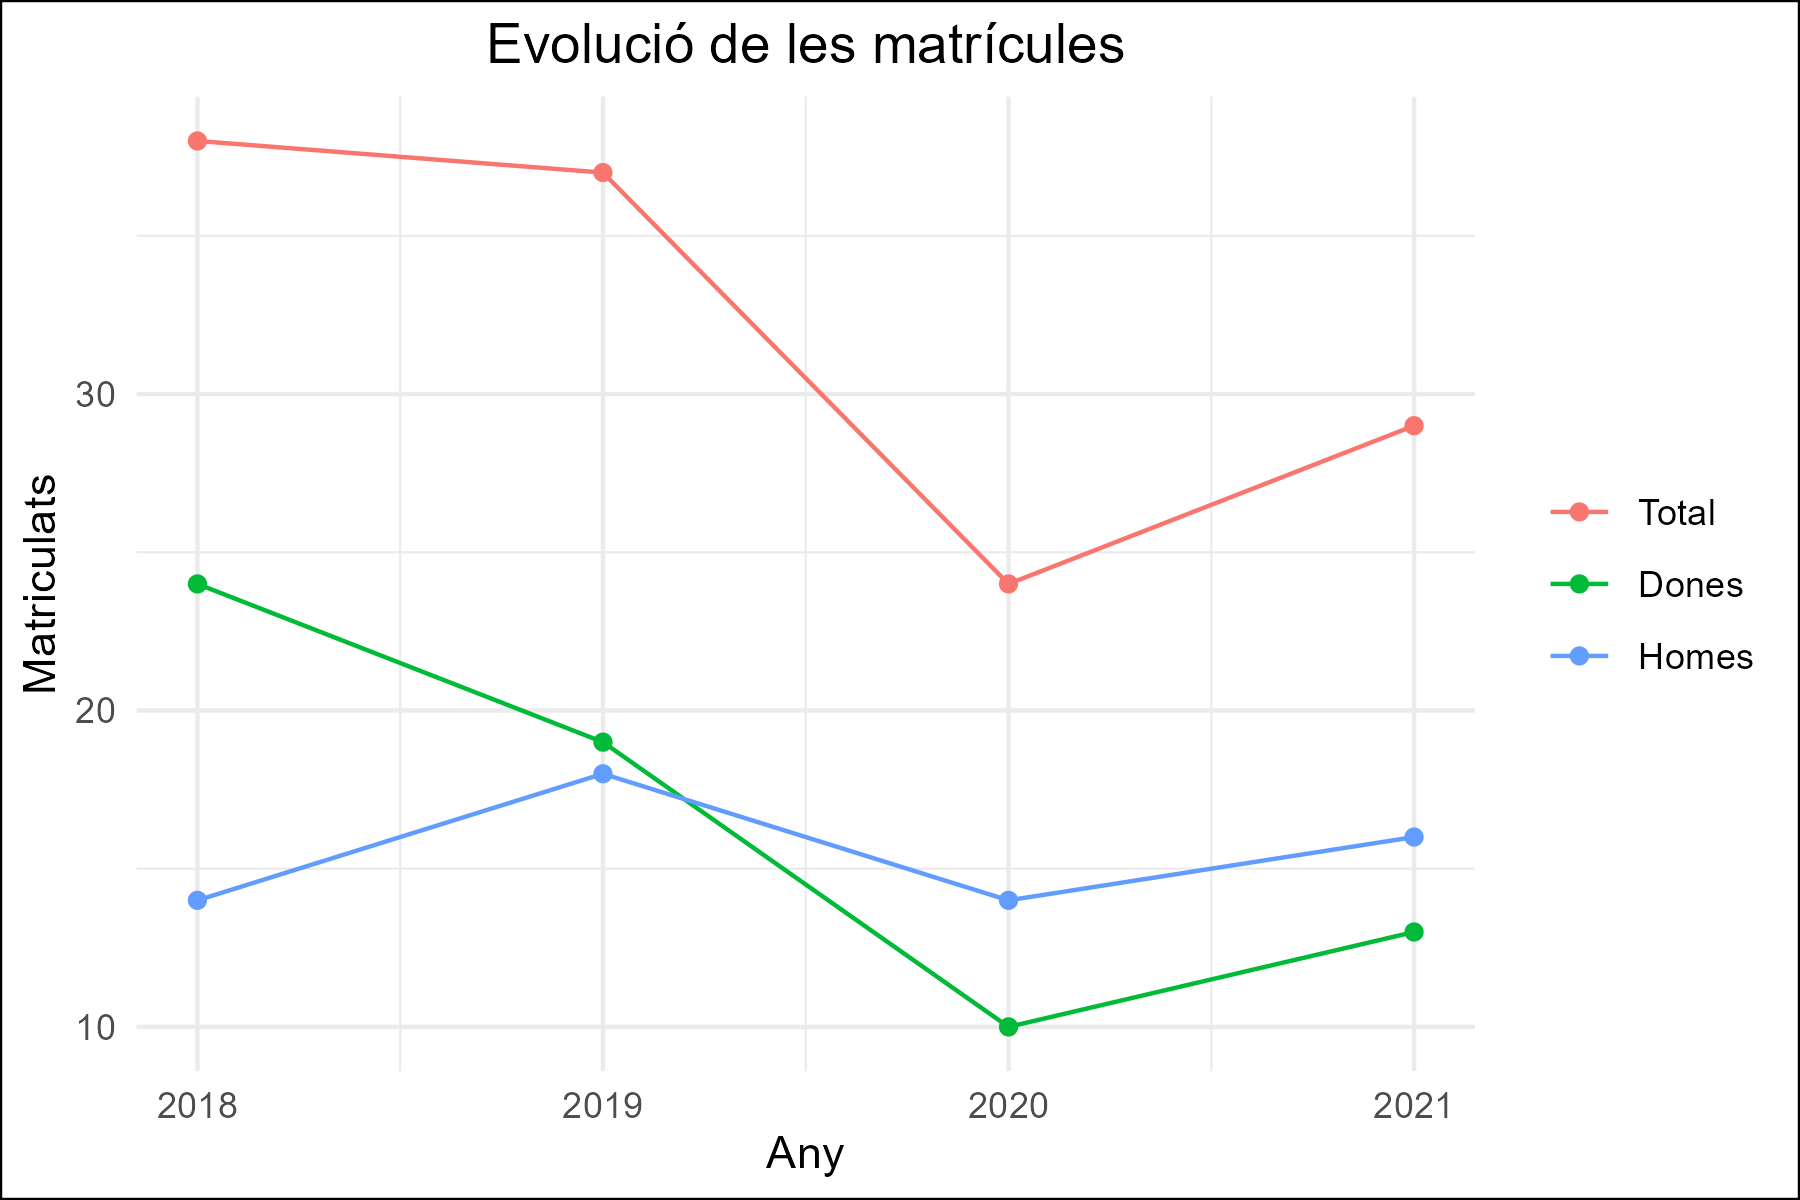 Evolució de les matrícules
Matriculats
30
20
10
2018
2019
2020
2021
Any
Total
Dones
Homes